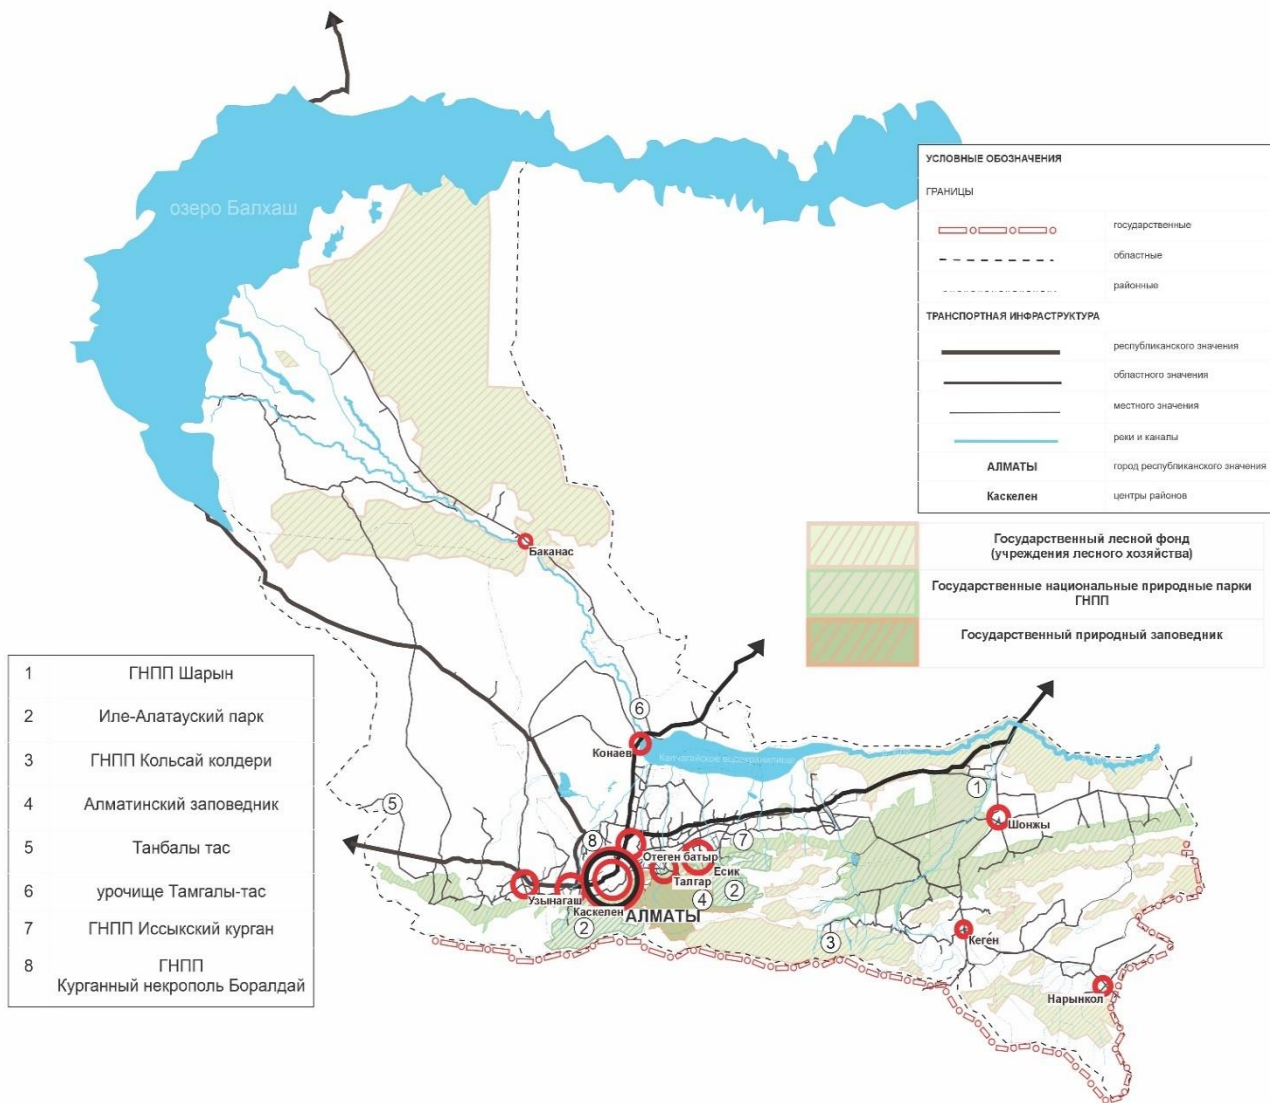 озеро Балхаш
УСЛОВНЫЕ ОБОЗНАЧЕНИЯ
ГРАНИЦЫ
государственные
областные
районные
ТРАНСПОРТНАЯ ИНФРАСТРУКТУРА
республиканского значения
областного значения
местного значения
реки и каналы
АЛМАТЫ город республиканского значения
Каскелен центры районов
Государственный лесной фонд
(учреждения лесного хозяйства)
Государственные национальные природные парки
ГНПП
Государственный природный заповедник
Баканас
1 ГНПП Шарын
2 Иле-Алатауский парк
3 ГНПП Кольсай колдери
4 Алматинский заповедник
5 Танбалы тас
6 урочище Тамгалы-тас
7 ГНПП Иссыкский курган
8 ГНПП
Курганный некрополь Боралдай
6
Конаев
Капчагайское водохранилище
1
5
Шонжы
8
7
Отеген батыр
Есик
Талгар
2
4
Узынагаш
Каскелен
АЛМАТЫ
2
3
Кеген
Нарынкол